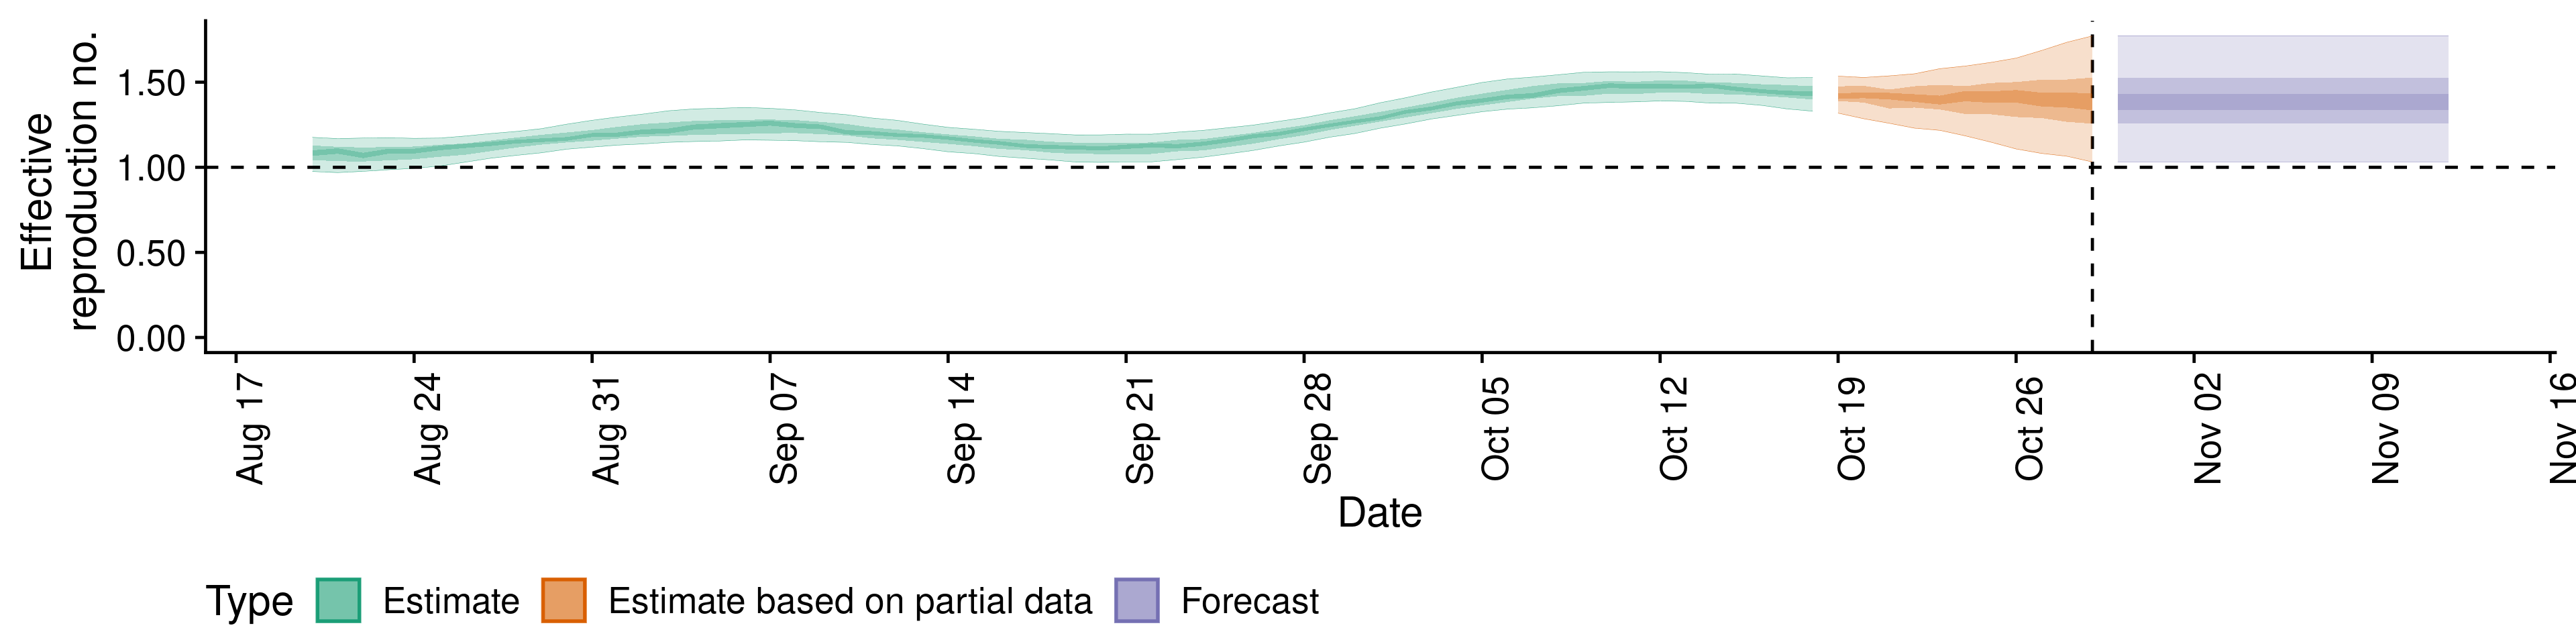 Effective
reproduction no.
1.50
1.00
0.50
0.00
Aug 17
Aug 24
Aug 31
Sep 07
Sep 14
Sep 21
Sep 28
Oct 05
Oct 12
Oct 19
Oct 26
Nov 02
Nov 09
Nov 16
Date
Type Estimate Estimate based on partial data Forecast